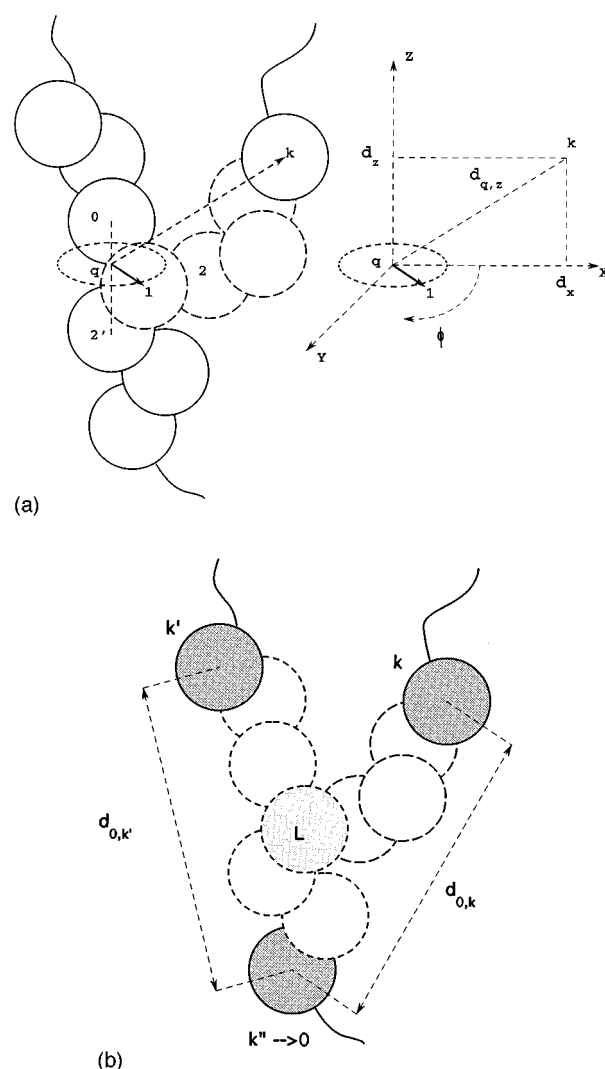 0
q
1
2
2'
k
z
d_z
d_{q,z}
k
q
1
x
d_x
Y
ϕ
(a)
k'
k
L
d_{0,k'}
d_{0,k}
k'' -->0
(b)